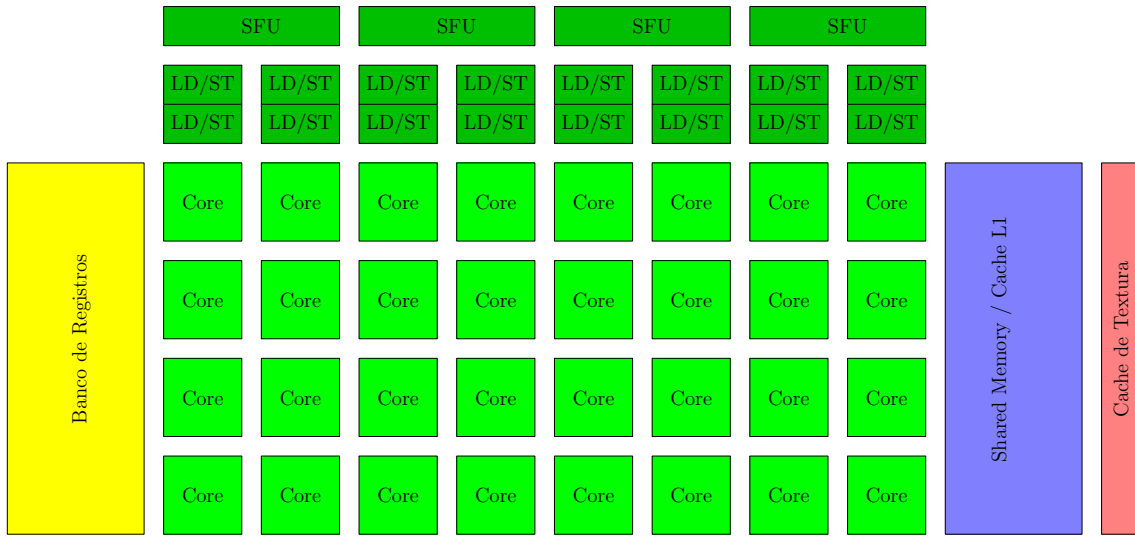 SFU SFU SFU SFU
LD/ST LD/ST LD/ST LD/ST LD/ST LD/ST LD/ST LD/ST
LD/ST LD/ST LD/ST LD/ST LD/ST LD/ST LD/ST LD/ST
Banco de Registros
Core Core Core Core Core Core Core Core
Core Core Core Core Core Core Core Core
Core Core Core Core Core Core Core Core
Core Core Core Core Core Core Core Core
Shared Memory / Cache L1
Cache de Textura